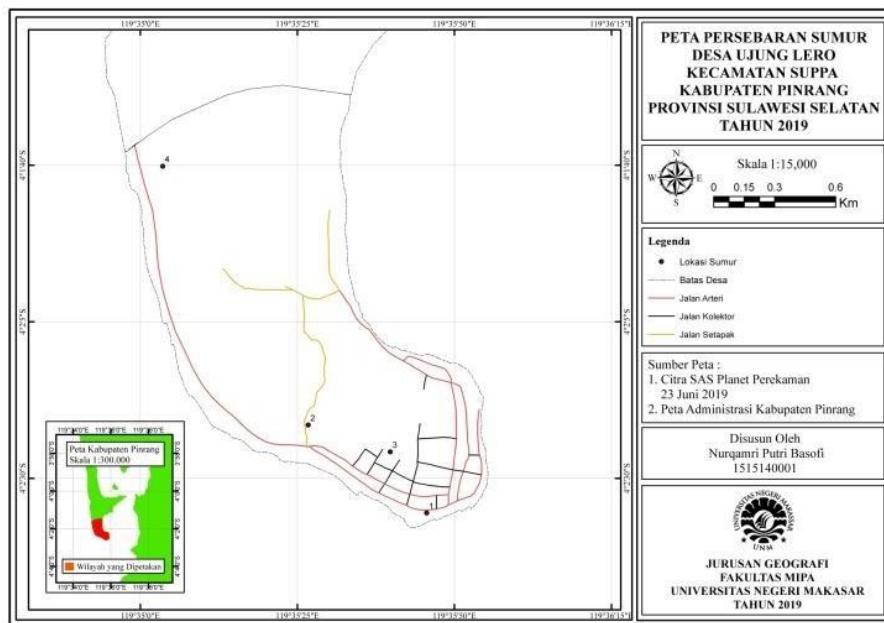 119°35'0"E 119°35'25"E 119°35'50"E 119°36'15"E
4°1'40"S
4°2'5"S
4°2'30"S
4
2
3
1
4°1'40"S
4°2'5"S
4°2'30"S
119°35'0"E 119°35'25"E 119°35'50"E 119°36'15"E
Peta Kabupaten Pinrang
Skala 1:300.000
Wilayah yang Dipetakan
PETA PERSEBARAN SUMUR
DESA UJUNG LERO
KECAMATAN SUPPA
KABUPATEN PINRANG
PROVINSI SULAWESI SELATAN
TAHUN 2019
N
W E
S
Skala 1:15,000
0 0.15 0.3 0.6
Km
Legenda
Lokasi Sumur
Batas Desa
Jalan Arteri
Jalan Kolektor
Jalan Setapak
Sumber Peta :
1. Citra SAS Planet Perekaman
23 Juni 2019
2. Peta Administrasi Kabupaten Pinrang
Disusun Oleh
Nurqamri Putri Basofi
1515140001
UNIVERSITAS NEGERI MAKASSAR
UNM
JURUSAN GEOGRAFI
FAKULTAS MIPA
UNIVERSITAS NEGERI MAKASAR
TAHUN 2019